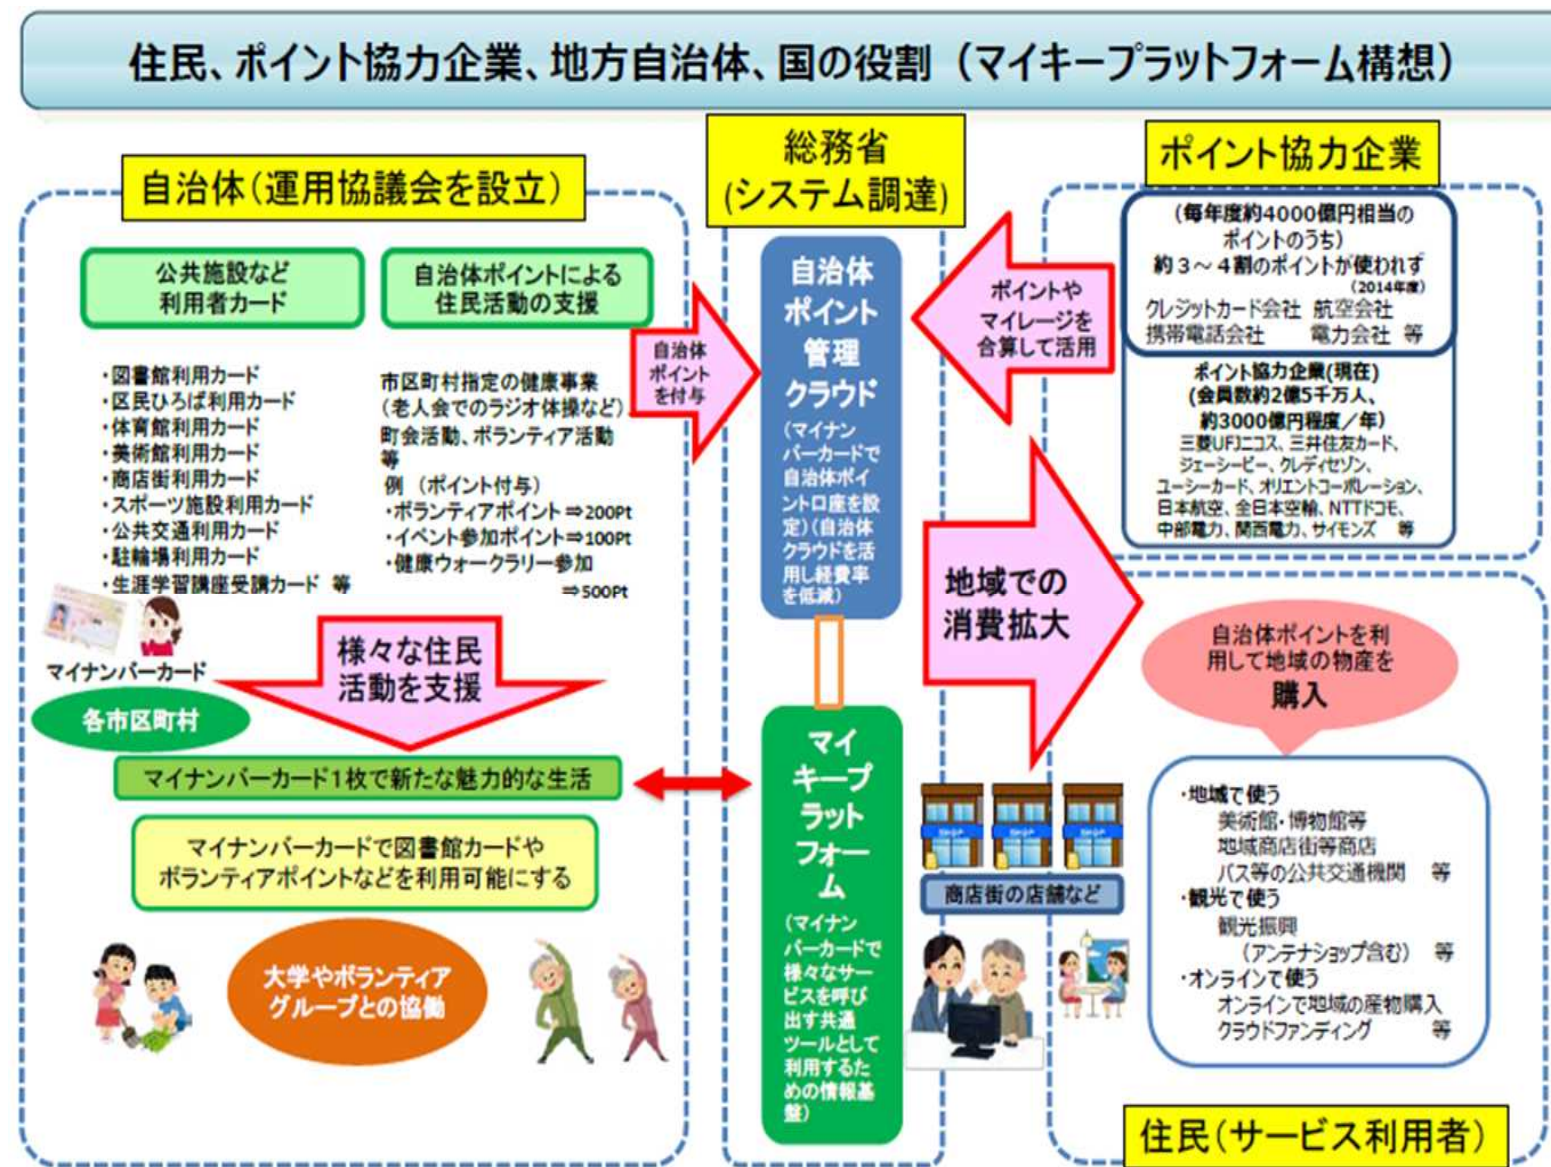 住民、ポイント協力企業、地方自治体、国の役割（マイキープラットフォーム構想）
自治体（運用協議会を設立）
公共施設など
利用者カード
・図書館利用カード
・区民ひろば利用カード
・体育館利用カード
・美術館利用カード
・商店街利用カード
・スポーツ施設利用カード
・公共交通利用カード
・駐輪場利用カード
・生涯学習講座受講カード 等
自治体ポイントによる
住民活動の支援
市区町村指定の健康事業
（老人会でのラジオ体操など）
町会活動、ボランティア活動
等
例 （ポイント付与）
・ボランティアポイント ⇒200Pt
・イベント参加ポイント⇒100Pt
・健康ウォークラリー参加
⇒500Pt
マイナンバーカード
各市区町村
様々な住民
活動を支援
マイナンバーカード1枚で新たな魅力的な生活
マイナンバーカードで図書館カードや
ボランティアポイントなどを利用可能にする
大学やボランティア
グループとの協働
自治体
ポイント
を付与
総務省
(システム調達)
自治体
ポイント
管理
クラウド
（マイナン
バーカードで
自治体ポイ
ント口座を設
定）（自治体
クラウドを活
用し経費率
を低減）
マイ
キープ
ラット
フォー
ム
（マイナン
バーカードで
様々なサー
ビスを呼び
出す共通
ツールとして
利用するた
めの情報基
盤）
ポイントや
マイレージを
合算して活用
ポイント協力企業
(毎年度約4000億円相当の
ポイントのうち)
約３～４割のポイントが使われず
（2014年度）
クレジットカード会社 航空会社
携帯電話会社 電力会社 等
ポイント協力企業(現在)
(会員数約2億5千万人、
約3000億円程度／年)
三菱UFJニコス、三井住友カード、
ジェーシービー、クレディセゾン、
ユーシーカード、オリエントコーポレーション、
日本航空、全日本空輸、NTTドコモ、
中部電力、関西電力、サイモンズ 等
地域での
消費拡大
自治体ポイントを利
用して地域の物産を
購入
SHOP
SHOP
SHOP
商店街の店舗など
・地域で使う
美術館・博物館等
地域商店街等商店
バス等の公共交通機関 等
・観光で使う
観光振興
（アンテナショップ含む） 等
・オンラインで使う
オンラインで地域の産物購入
クラウドファンディング 等
住民（サービス利用者）